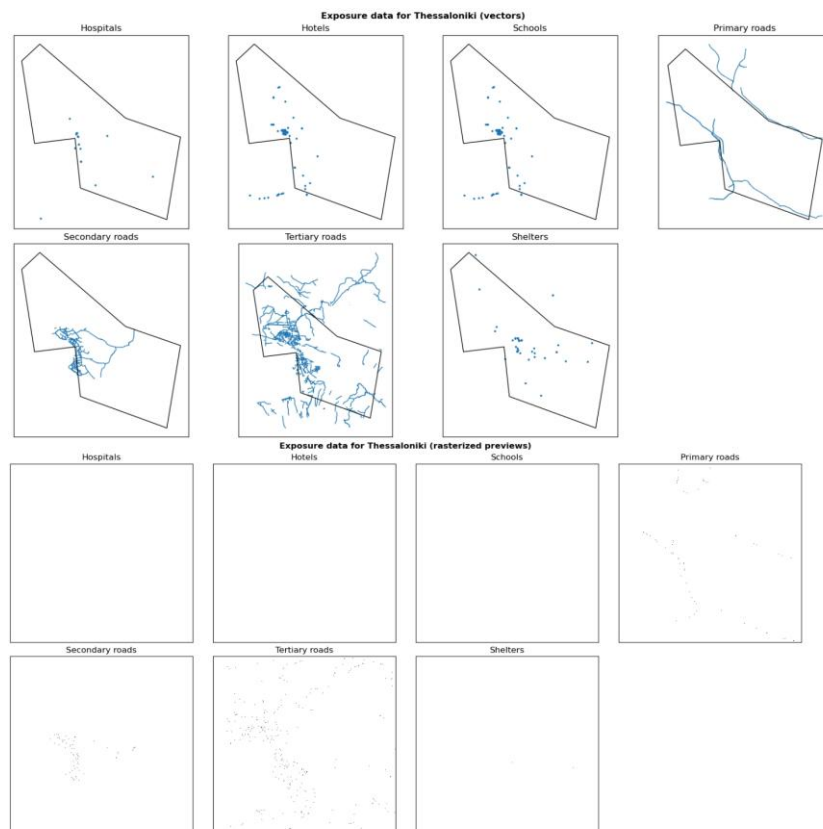 Exposure data for Thessaloniki (vectors)
Hospitals
Hotels
Schools
Primary roads
Secondary roads
Tertiary roads
Shelters
Exposure data for Thessaloniki (rasterized previews)
Hospitals
Hotels
Schools
Primary roads
Secondary roads
Tertiary roads
Shelters